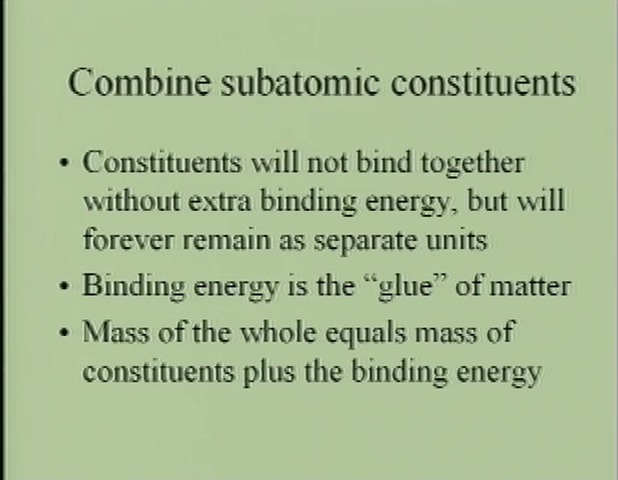 Combine subatomic constituents
• Constituents will not bind together
without extra binding energy, but will
forever remain as separate units
• Binding energy is the “glue” of matter
• Mass of the whole equals mass of
constituents plus the binding energy